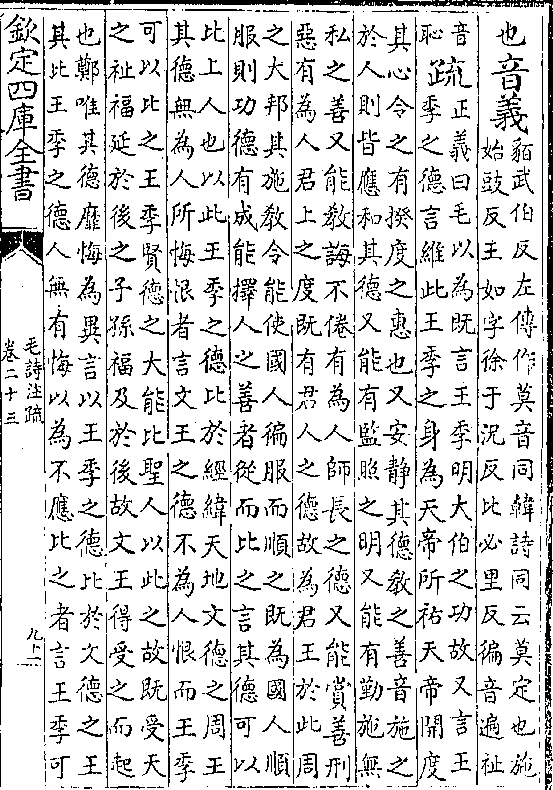 也音義貊武伯反左傳作莫音同韓詩同云莫定也施
始豉反王如字徐于況反比必里反徧音遍祉
音
恥疏正義曰毛以為既言王季明大伯之功故又言王
季之德言維此王季之身為天帝所祐天帝開度
其心令之有揆度之惠也又安靜其德教之善音施之
於人則皆應和其德又能有監照之明又能有勤施無
私之善又能教誨不倦有為人師長之德又能賞善刑
惡有為人君上之度既有君人之德故為君王於此周
之大邦其施教令能使國人徧服而順之既為國人順
服則功德有成能擇人之善者從而比之言其德可以
比上人也以此王季之德比於經緯天地文德之周王
其德無為人所悔恨者言文王之德不為人恨而王季
可以比之王季賢德之大能比聖人以此之故既受天
之祉福延於後之子孫福及於後故文王得受之而起
也鄭唯其德靡悔為異言以王季之德比於文德之王
其比王季之德人無有悔以為不應比之者言王季可
欽定四庫全書
毛詩注疏
卷二十三
九上